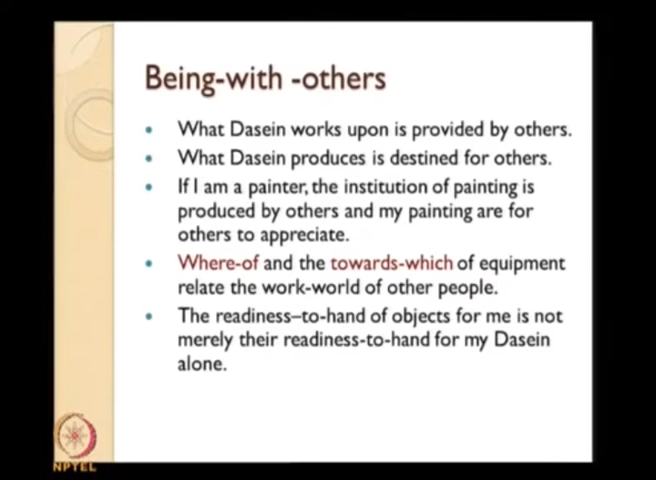 Being-with -others
• What Dasein works upon is provided by others.
• What Dasein produces is destined for others.
• If I am a painter, the institution of painting is
produced by others and my painting are for
others to appreciate.
• Where-of and the towards-which of equipment
relate the work-world of other people.
• The readiness–to-hand of objects for me is not
merely their readiness-to-hand for my Dasein
alone.
NPTEL